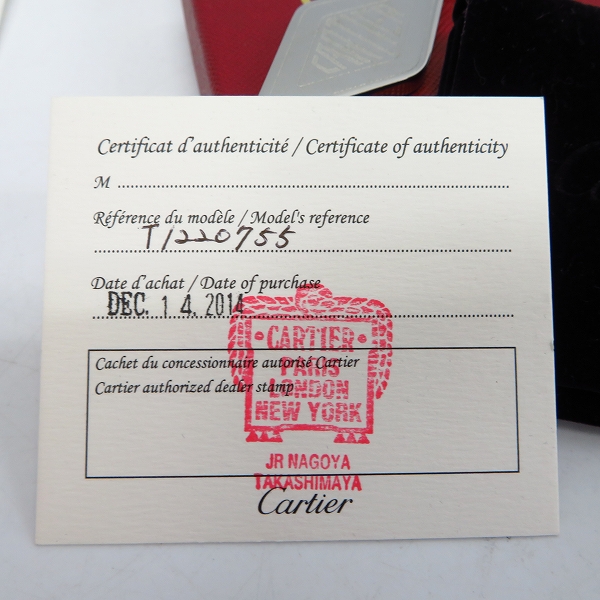 Certificat d'authenticité / Certificate of authenticity
M
Référence du modèle / Model's reference
T1220755
Date d'achat / Date of purchase
DEC. 14. 2014
Cachet du concessionnaire autorisé Cartier
Cartier authorized dealer stamp
· CARTIER ·
PARIS
LONDON
NEW YORK
JR NAGOYA
TAKASHIMAYA
Cartier